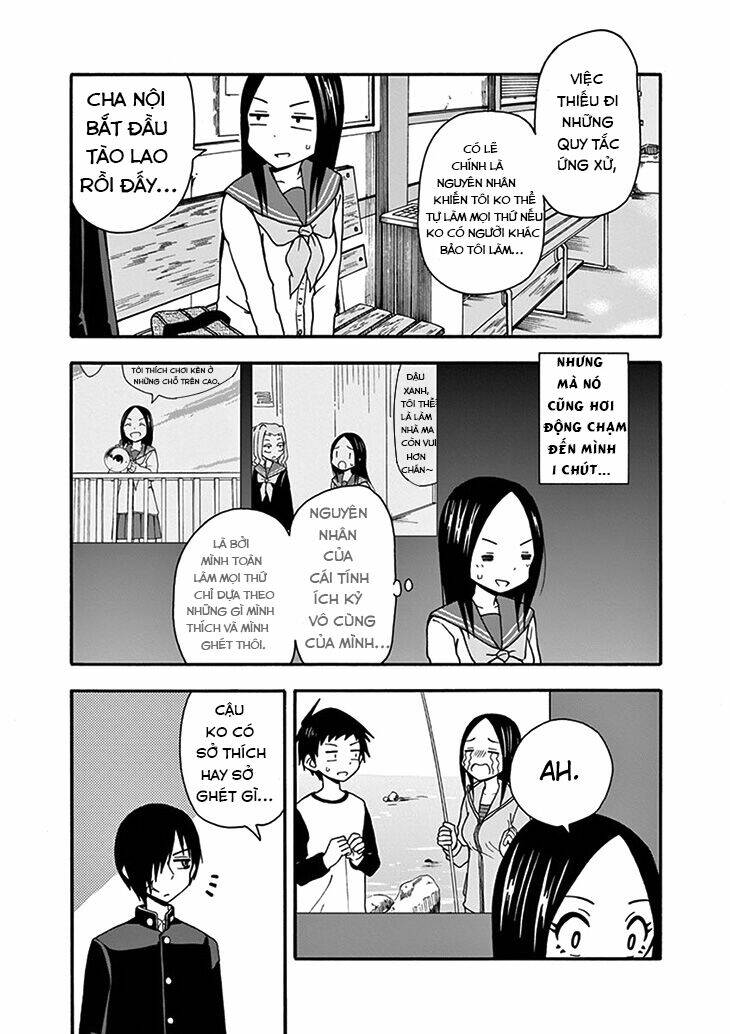 VIỆC
THIẾU ĐI
NHỮNG
QUY TẮC
ỨNG XỬ,
CÓ LẼ
CHÍNH LÀ
NGUYÊN NHÂN
KHIẾN TÔI KO THỂ
TỰ LÀM MỌI THỨ NẾU
KO CÓ NGƯỜI KHÁC
BẢO TÔI LÀM...
CHA NỘI
BẮT ĐẦU
TÀO LAO
RỒI ĐẤY...
NHƯNG
MÀ NÓ
CŨNG HƠI
ĐỘNG CHẠM
ĐẾN MÌNH
1 CHÚT...
DẬU
XANH,
TÔI THỀ
LÀ LÀM
NHÀ MA
CÒN VUI
HƠN
CHÁN~
TÔI THÍCH CHƠI KÈN Ở
NHỮNG CHỖ TRÊN CAO.
NGUYÊN
NHÂN
CỦA
CÁI TÍNH
ÍCH KỶ
VÔ CÙNG
CỦA MÌNH...
LÀ BỞI
MÌNH TOÀN
LÀM MỌI THỨ
CHỈ DỰA THEO
NHỮNG GÌ MÌNH
THÍCH VÀ MÌNH
GHÉT THÔI.
AH.
CẬU
KO CÓ
SỞ THÍCH
HAY SỞ
GHÉT GÌ...